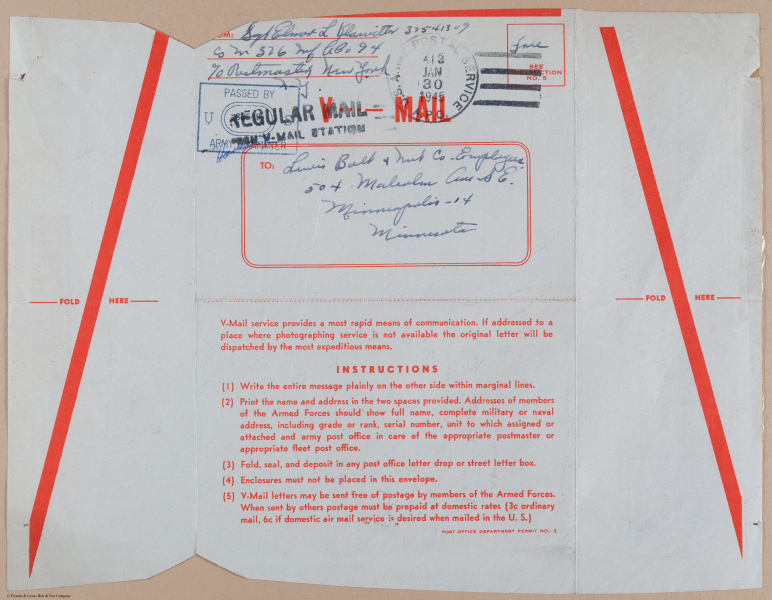 FROM: Sgt Elmer L Klawitter 37541309
Co M 376 Inf APO 94
c/o Postmaster New York
Free
SEE INSTRUCTION NO. 5
U.S. ARMY POSTAL SERVICE
413
JAN
30
1945
A.P.O.
PASSED BY
U S
ARMY EXAMINER
V - MAIL
REGULAR MAIL
V-MAIL STATION
TO: Lewis Bolt & Nut Co. Employees
504 Malcolm Ave. S.E.
Minneapolis-14
Minnesota
FOLD HERE
FOLD HERE
V-Mail service provides a most rapid means of communication. If addressed to a
place where photographing service is not available the original letter will be
dispatched by the most expeditious means.
INSTRUCTIONS
(1) Write the entire message plainly on the other side within marginal lines.
(2) Print the name and address in the two spaces provided. Addresses of members
of the Armed Forces should show full name, complete military or naval
address, including grade or rank, serial number, unit to which assigned or
attached and army post office in care of the appropriate postmaster or
appropriate fleet post office.
(3) Fold, seal, and deposit in any post office letter drop or street letter box.
(4) Enclosures must not be placed in this envelope.
(5) V-Mail letters may be sent free of postage by members of the Armed Forces.
When sent by others postage must be prepaid at domestic rates (3c ordinary
mail, 6c if domestic air mail service is desired when mailed in the U. S.)
POST OFFICE DEPARTMENT PERMIT NO. 3